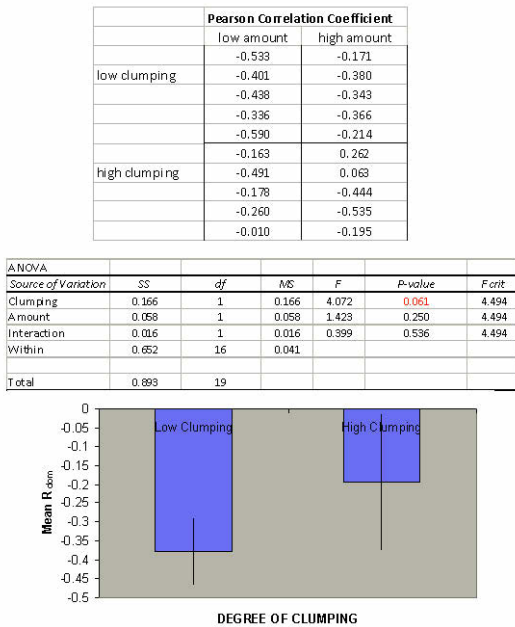 Pearson Correlation Coefficient
low amount high amount
-0.533 -0.171
low clumping -0.401 -0.380
-0.438 -0.343
-0.336 -0.366
-0.590 -0.214
-0.163 0.262
high clumping -0.491 0.063
-0.178 -0.444
-0.260 -0.535
-0.010 -0.195
ANOVA
Source of Variation SS df MS F P-value F crit
Clumping 0.166 1 0.166 4.072 0.061 4.494
Amount 0.058 1 0.058 1.423 0.250 4.494
Interaction 0.016 1 0.016 0.399 0.536 4.494
Within 0.652 16 0.041
Total 0.893 19
0
-0.05
-0.1
-0.15
-0.2
-0.25
-0.3
-0.35
-0.4
-0.45
-0.5
Mean R dom
Low Clumping High Clumping
DEGREE OF CLUMPING